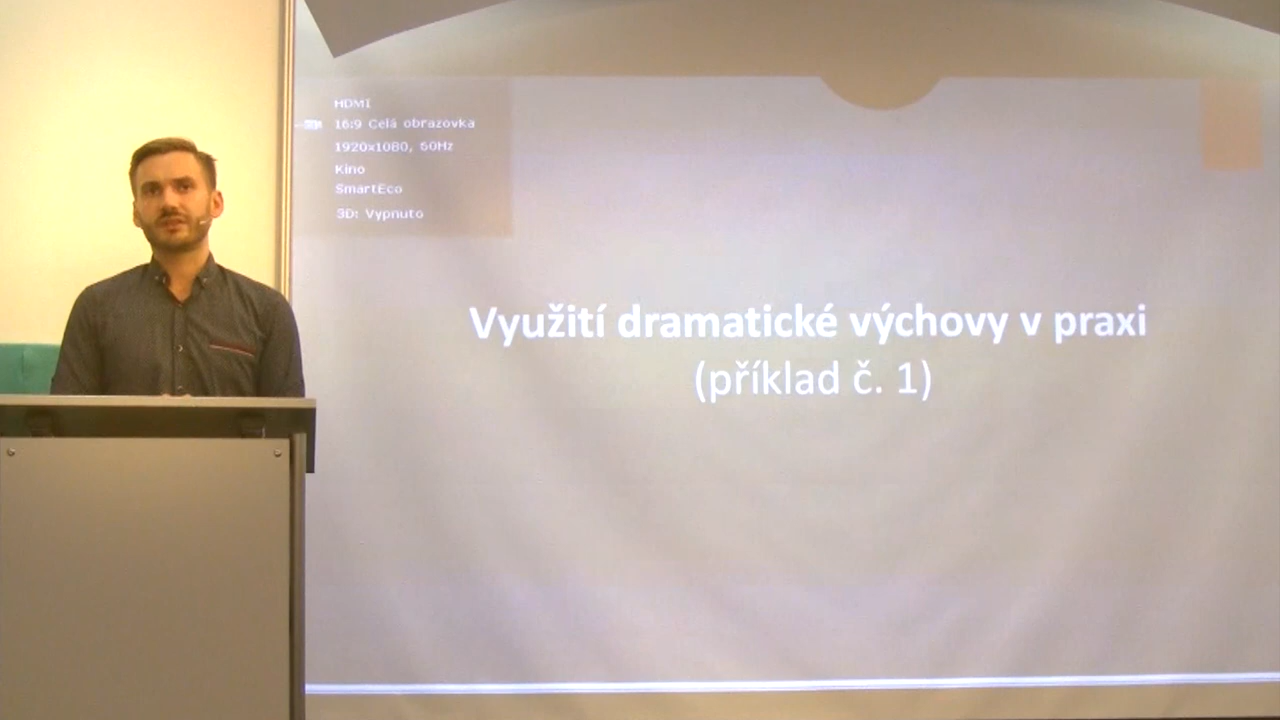 HDMI
16:9 Celá obrazovka
1920x1080, 60Hz
Kino
SmartEco
3D: Vypnuto
Využití dramatické výchovy v praxi
(příklad č. 1)